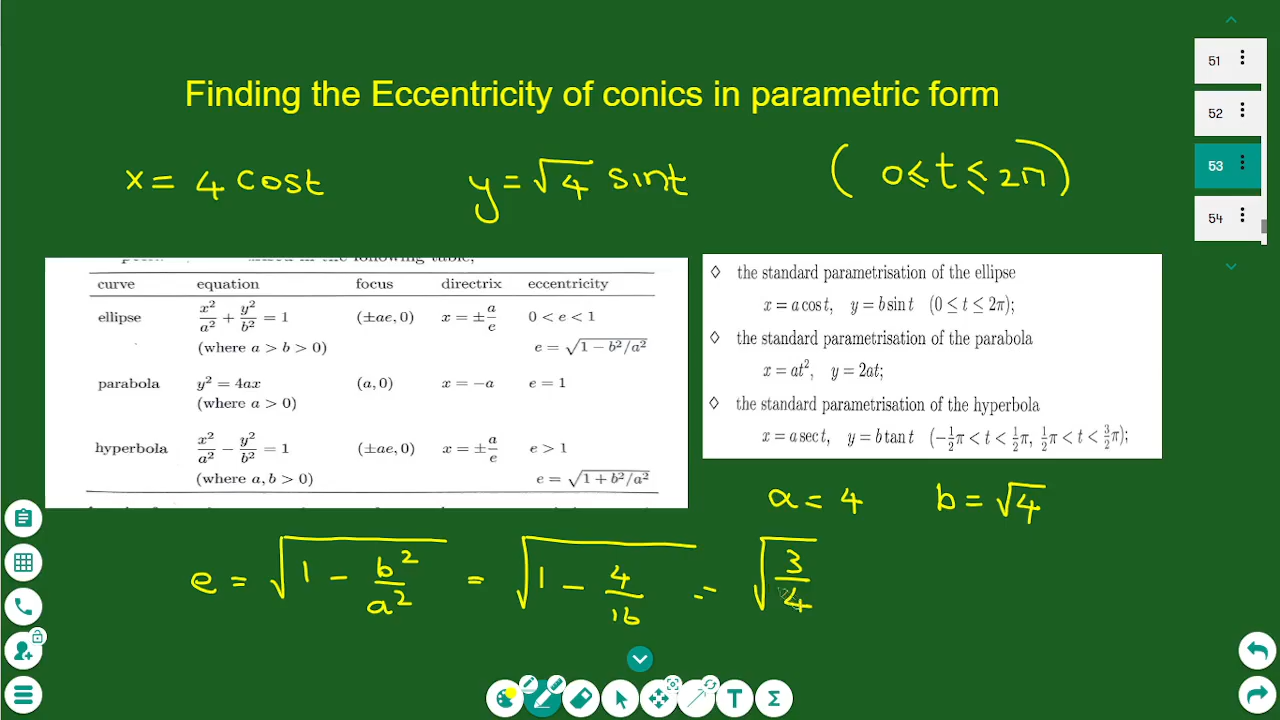 Finding the Eccentricity of conics in parametric form
x = 4 cost y = √4 sint (0 ≤ t ≤ 2π)
curve equation focus directrix eccentricity
ellipse x²/a² + y²/b² = 1 (±ae, 0) x = ±a/e 0 < e < 1
(where a > b > 0) e = √(1 − b²/a²)
parabola y² = 4ax (a, 0) x = −a e = 1
(where a > 0)
hyperbola x²/a² − y²/b² = 1 (±ae, 0) x = ±a/e e > 1
(where a, b > 0) e = √(1 + b²/a²)
◊ the standard parametrisation of the ellipse
x = a cos t, y = b sin t (0 ≤ t ≤ 2π);
◊ the standard parametrisation of the parabola
x = at², y = 2at;
◊ the standard parametrisation of the hyperbola
x = a sec t, y = b tan t (−½π < t < ½π, ½π < t < 3/2π);
a = 4 b = √4
e = √(1 − b²/a²) = √(1 − 4/16) = √(3/4)
51
52
53
54
T Σ